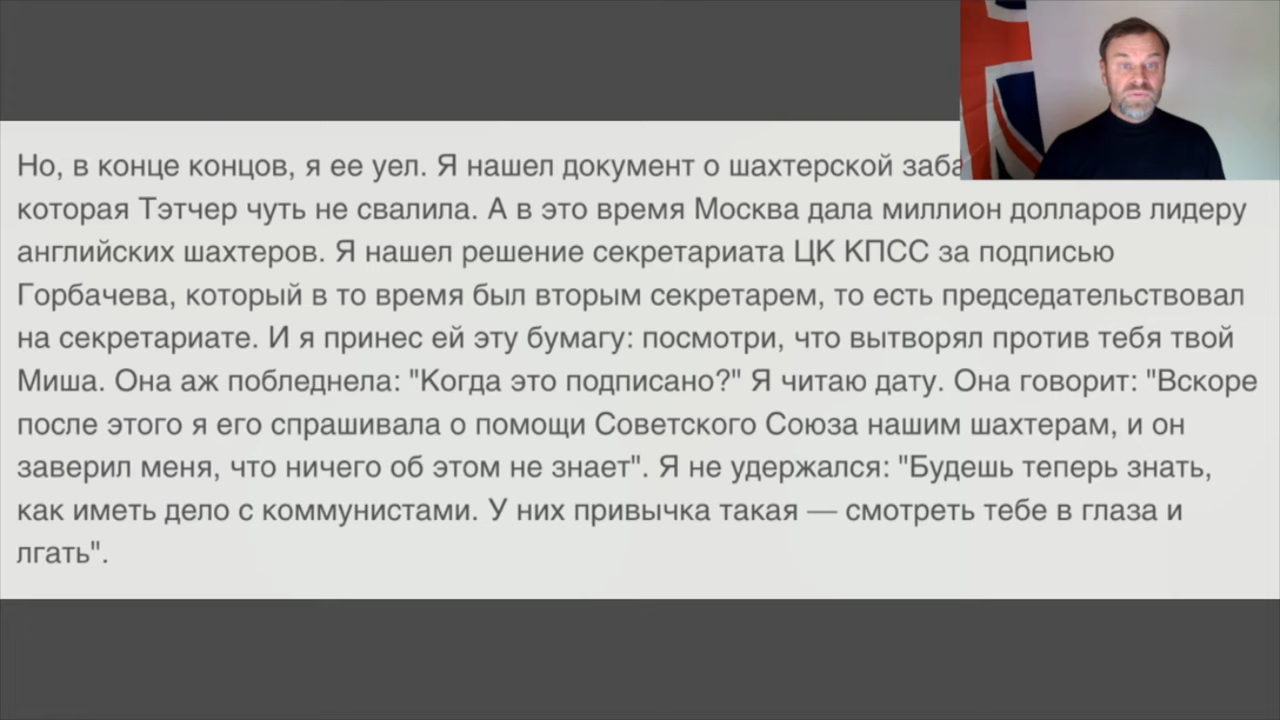 Но, в конце концов, я ее уел. Я нашел документ о шахтерской
которая Тэтчер чуть не свалила. А в это время Москва дала миллион долларов лидеру
английских шахтеров. Я нашел решение секретариата ЦК КПСС за подписью
Горбачева, который в то время был вторым секретарем, то есть председательствовал
на секретариате. И я принес ей эту бумагу: посмотри, что вытворял против тебя твой
Миша. Она аж побледнела: "Когда это подписано?" Я читаю дату. Она говорит: "Вскоре
после этого я его спрашивала о помощи Советского Союза нашим шахтерам, и он
заверил меня, что ничего об этом не знает". Я не удержался: "Будешь теперь знать,
как иметь дело с коммунистами. У них привычка такая — смотреть тебе в глаза и
лгать".